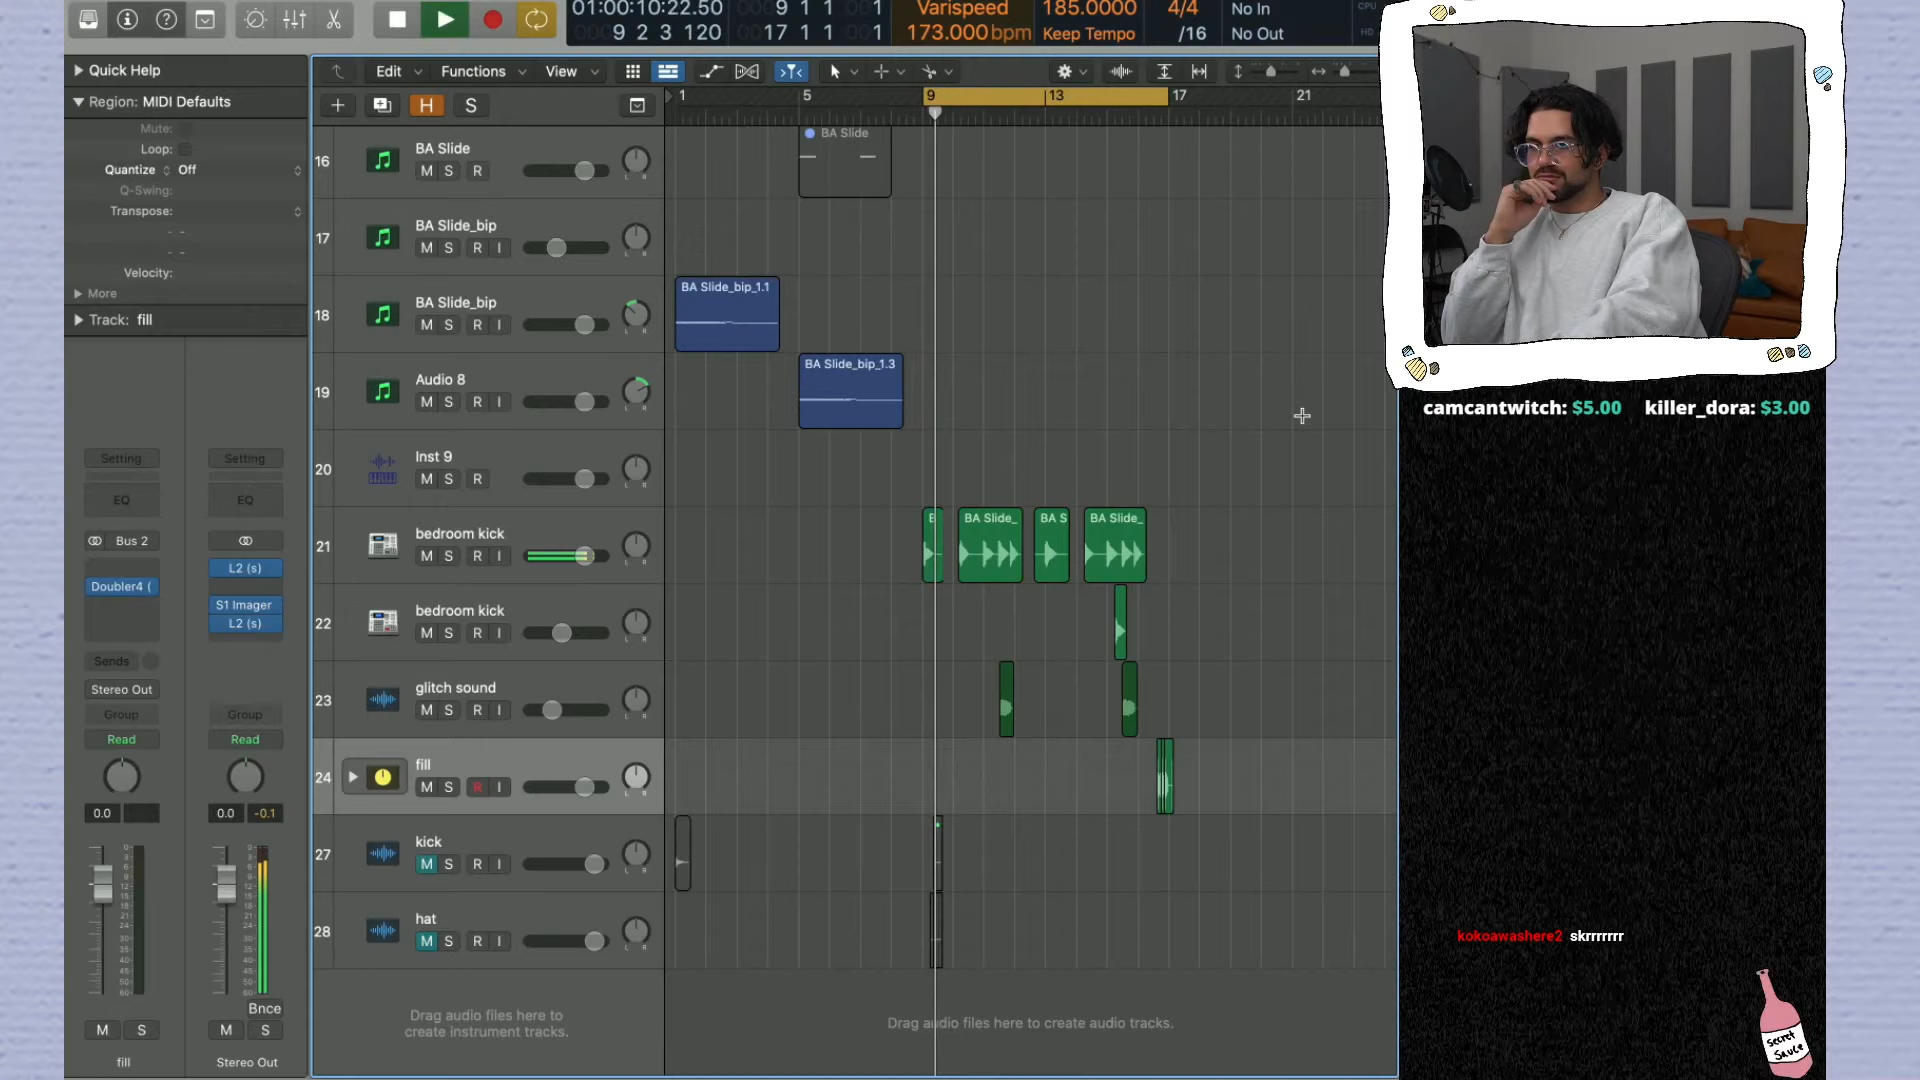 01:00:10:22.50
9 1 1 1
Varispeed
185.0000
4/4
No In
CPU
9 2 3 120
17 1 1 1
173.000bpm
Keep Tempo
/16
No Out
HD
Quick Help
Edit
Functions
View
Region: MIDI Defaults
H
S
1
5
9
13
17
21
Mute:
Loop:
Quantize
Off
Q-Swing:
Transpose:
Velocity:
More
Track: fill
16
BA Slide
M S R
BA Slide
17
BA Slide_bip
M S R I
18
BA Slide_bip
M S R I
BA Slide_bip_1.1
19
Audio 8
M S R I
BA Slide_bip_1.3
20
Inst 9
M S R
21
bedroom kick
M S R I
BA Slide_
BA S
BA Slide_
22
bedroom kick
M S R I
23
glitch sound
M S R I
24
fill
M S R I
27
kick
M S R I
28
hat
M S R I
L R
Setting
Setting
EQ
EQ
Bus 2
L2 (s)
Doubler4 (
S1 Imager
L2 (s)
Sends
Stereo Out
Group
Group
Read
Read
0.0
0.0
-0.1
Bnce
M S
M S
fill
Stereo Out
Drag audio files here to
create instrument tracks.
Drag audio files here to create audio tracks.
camcantwitch: $5.00
killer_dora: $3.00
kokoawashere2 skrrrrrrr
Secret
Sauce